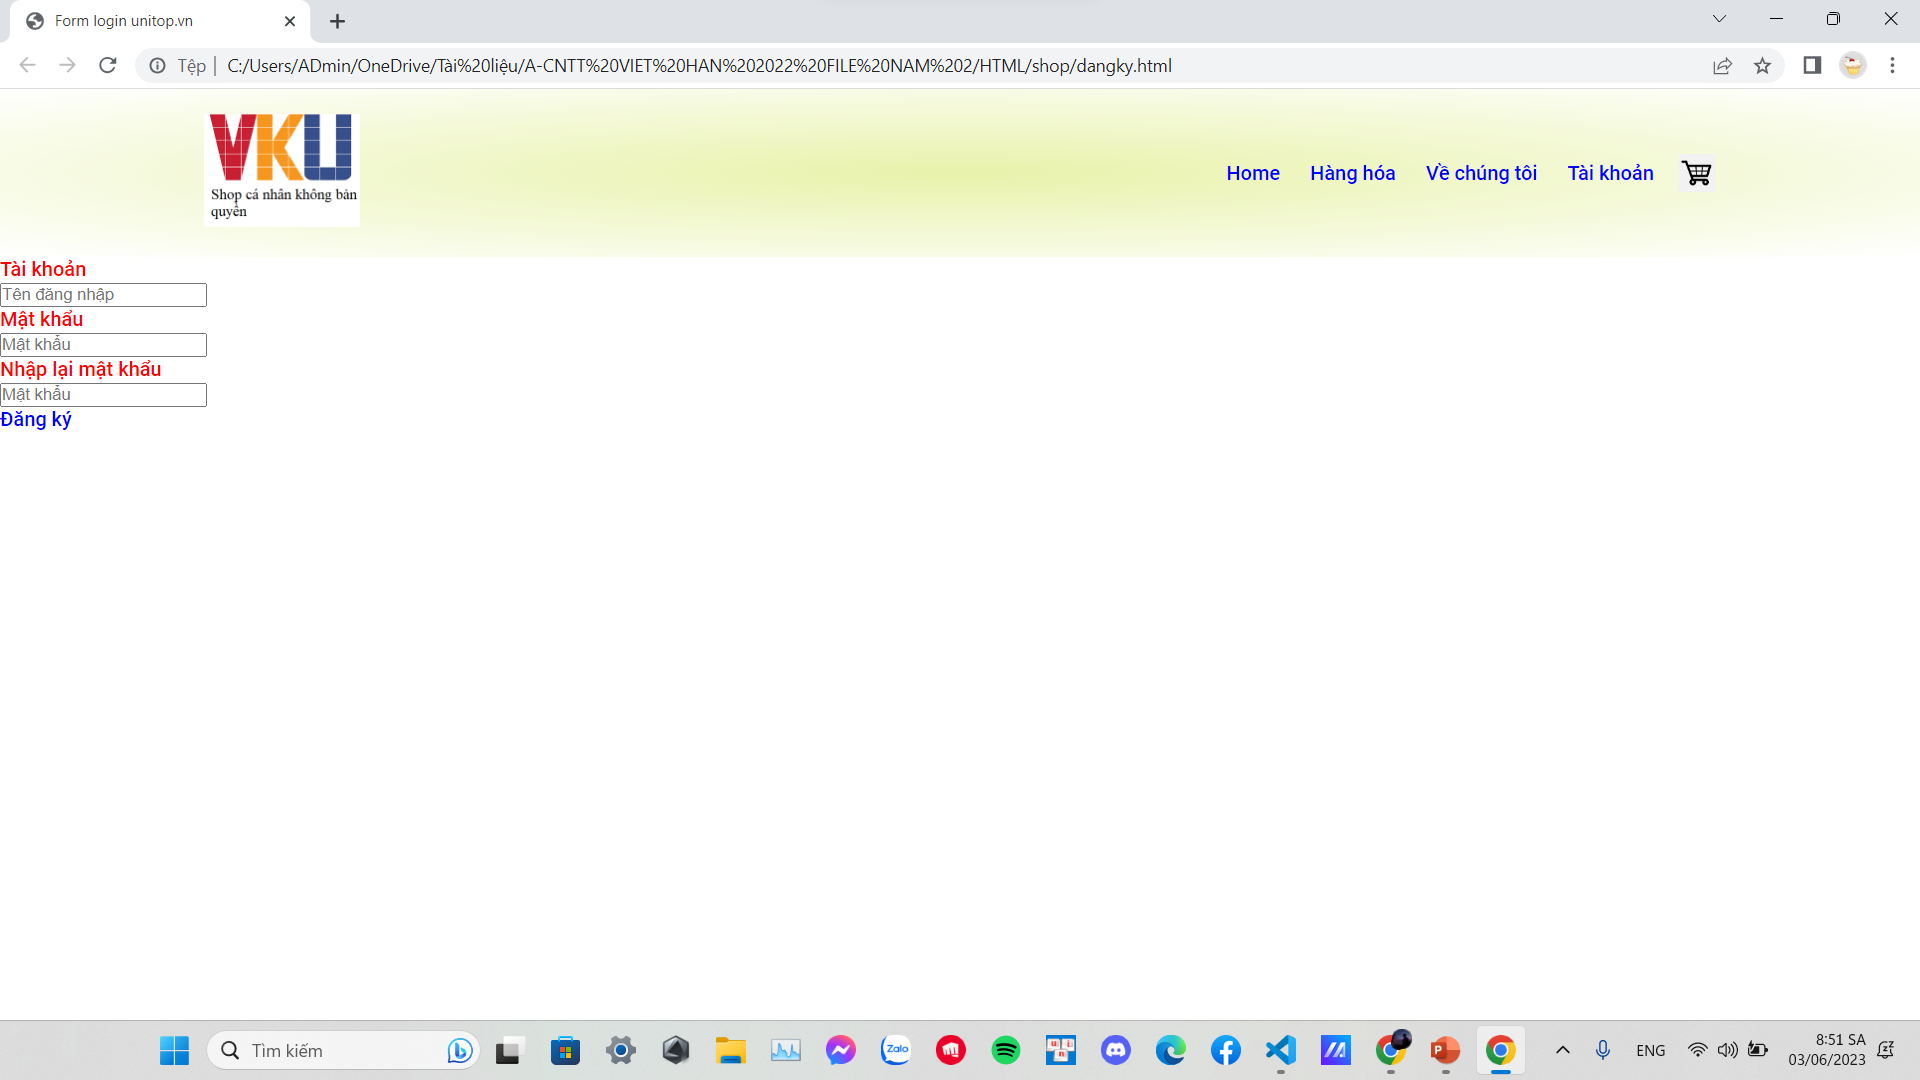 Form login unitop.vn
Tệp
C:/Users/ADmin/OneDrive/Tài%20liệu/A-CNTT%20VIET%20HAN%202022%20FILE%20NAM%202/HTML/shop/dangky.html
VKU
Shop cá nhân không bản
quyền
Home
Hàng hóa
Về chúng tôi
Tài khoản
Tài khoản
Tên đăng nhập
Mật khẩu
Mật khẩu
Nhập lại mật khẩu
Mật khẩu
Đăng ký
Tìm kiếm
Zalo
ENG
8:51 SA
03/06/2023